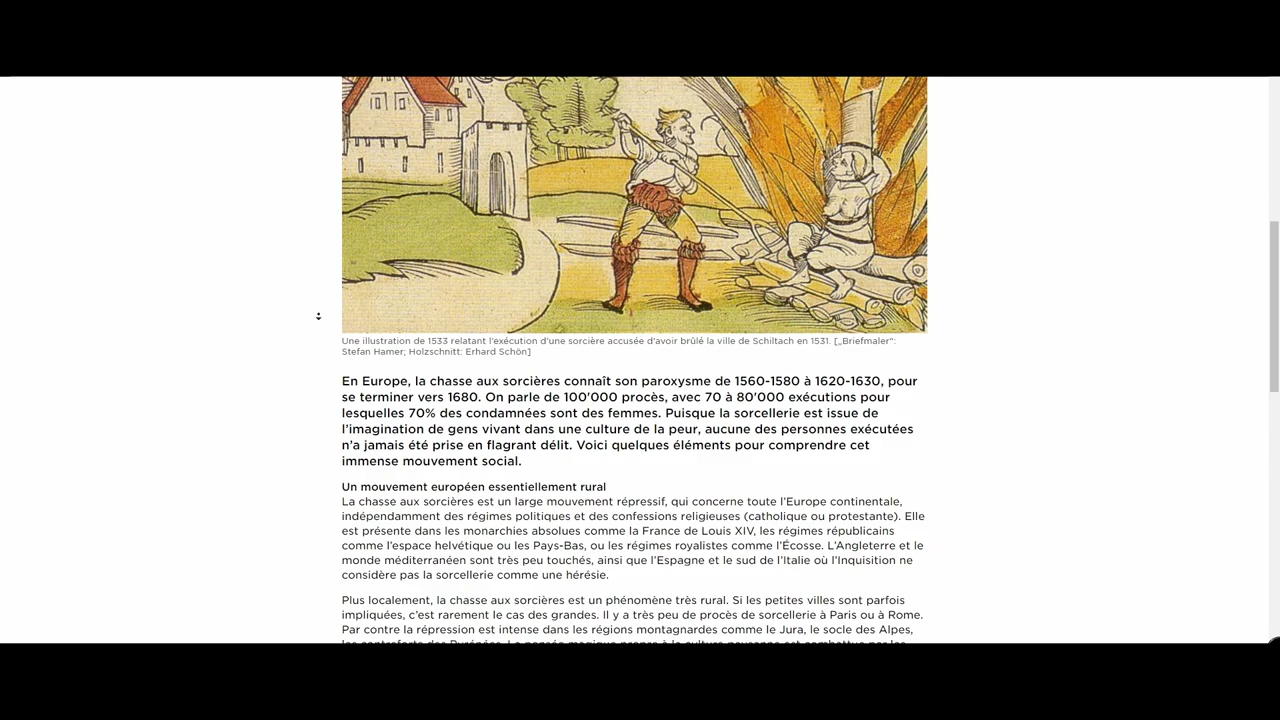 Une illustration de 1533 relatant l'exécution d'une sorcière accusée d'avoir brûlé la ville de Schiltach en 1531. [„Briefmaler“:
Stefan Hamer; Holzschnitt: Erhard Schön]
En Europe, la chasse aux sorcières connaît son paroxysme de 1560-1580 à 1620-1630, pour
se terminer vers 1680. On parle de 100'000 procès, avec 70 à 80'000 exécutions pour
lesquelles 70% des condamnées sont des femmes. Puisque la sorcellerie est issue de
l'imagination de gens vivant dans une culture de la peur, aucune des personnes exécutées
n'a jamais été prise en flagrant délit. Voici quelques éléments pour comprendre cet
immense mouvement social.
Un mouvement européen essentiellement rural
La chasse aux sorcières est un large mouvement répressif, qui concerne toute l'Europe continentale,
indépendamment des régimes politiques et des confessions religieuses (catholique ou protestante). Elle
est présente dans les monarchies absolues comme la France de Louis XIV, les régimes républicains
comme l'espace helvétique ou les Pays-Bas, ou les régimes royalistes comme l'Écosse. L'Angleterre et le
monde méditerranéen sont très peu touchés, ainsi que l'Espagne et le sud de l'Italie où l'Inquisition ne
considère pas la sorcellerie comme une hérésie.
Plus localement, la chasse aux sorcières est un phénomène très rural. Si les petites villes sont parfois
impliquées, c'est rarement le cas des grandes. Il y a très peu de procès de sorcellerie à Paris ou à Rome.
Par contre la répression est intense dans les régions montagnardes comme le Jura, le socle des Alpes,